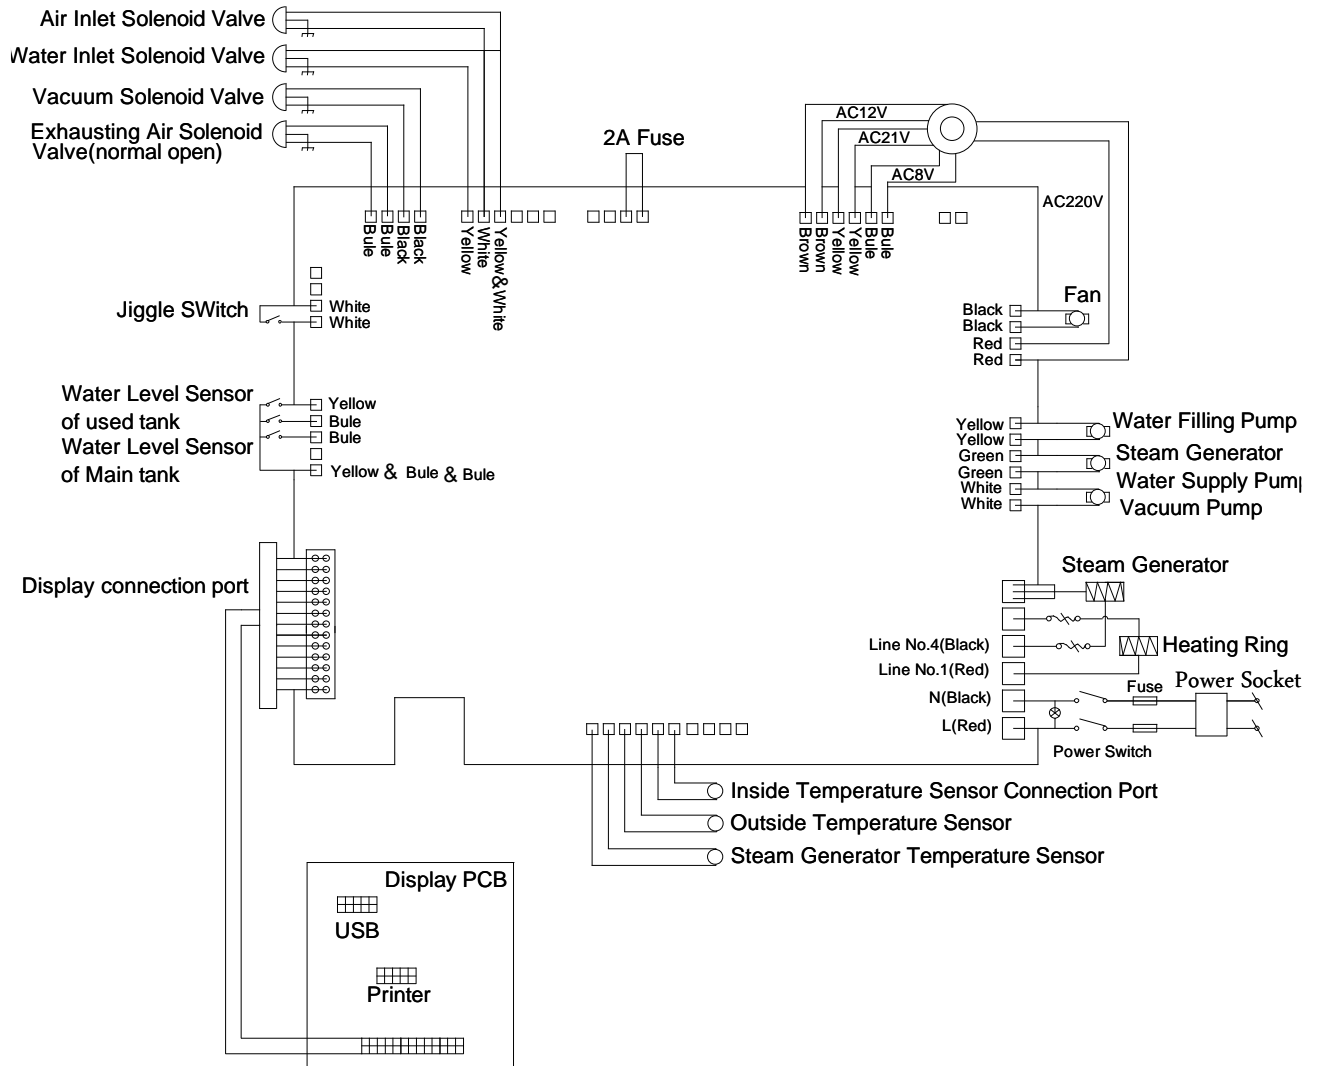 Air Inlet Solenoid Valve
Water Inlet Solenoid Valve
Vacuum Solenoid Valve
Exhausting Air Solenoid
Valve(normal open)
2A Fuse
AC12V
AC21V
AC8V
AC220V
Bule
Bule
Black
Black
Yellow
White
Yellow&White
Brown
Brown
Yellow
Yellow
Bule
Bule
Jiggle SWitch
White
White
Fan
Black
Black
Red
Red
Water Level Sensor
of used tank
Water Level Sensor
of Main tank
Yellow
Bule
Bule
Yellow & Bule & Bule
Yellow
Yellow
Green
Green
White
White
Water Filling Pump
Steam Generator
Water Supply Pump
Vacuum Pump
Display connection port
Steam Generator
Line No.4(Black)
Heating Ring
Line No.1(Red)
N(Black)
Fuse
Power Socket
L(Red)
Power Switch
Inside Temperature Sensor Connection Port
Outside Temperature Sensor
Steam Generator Temperature Sensor
Display PCB
USB
Printer